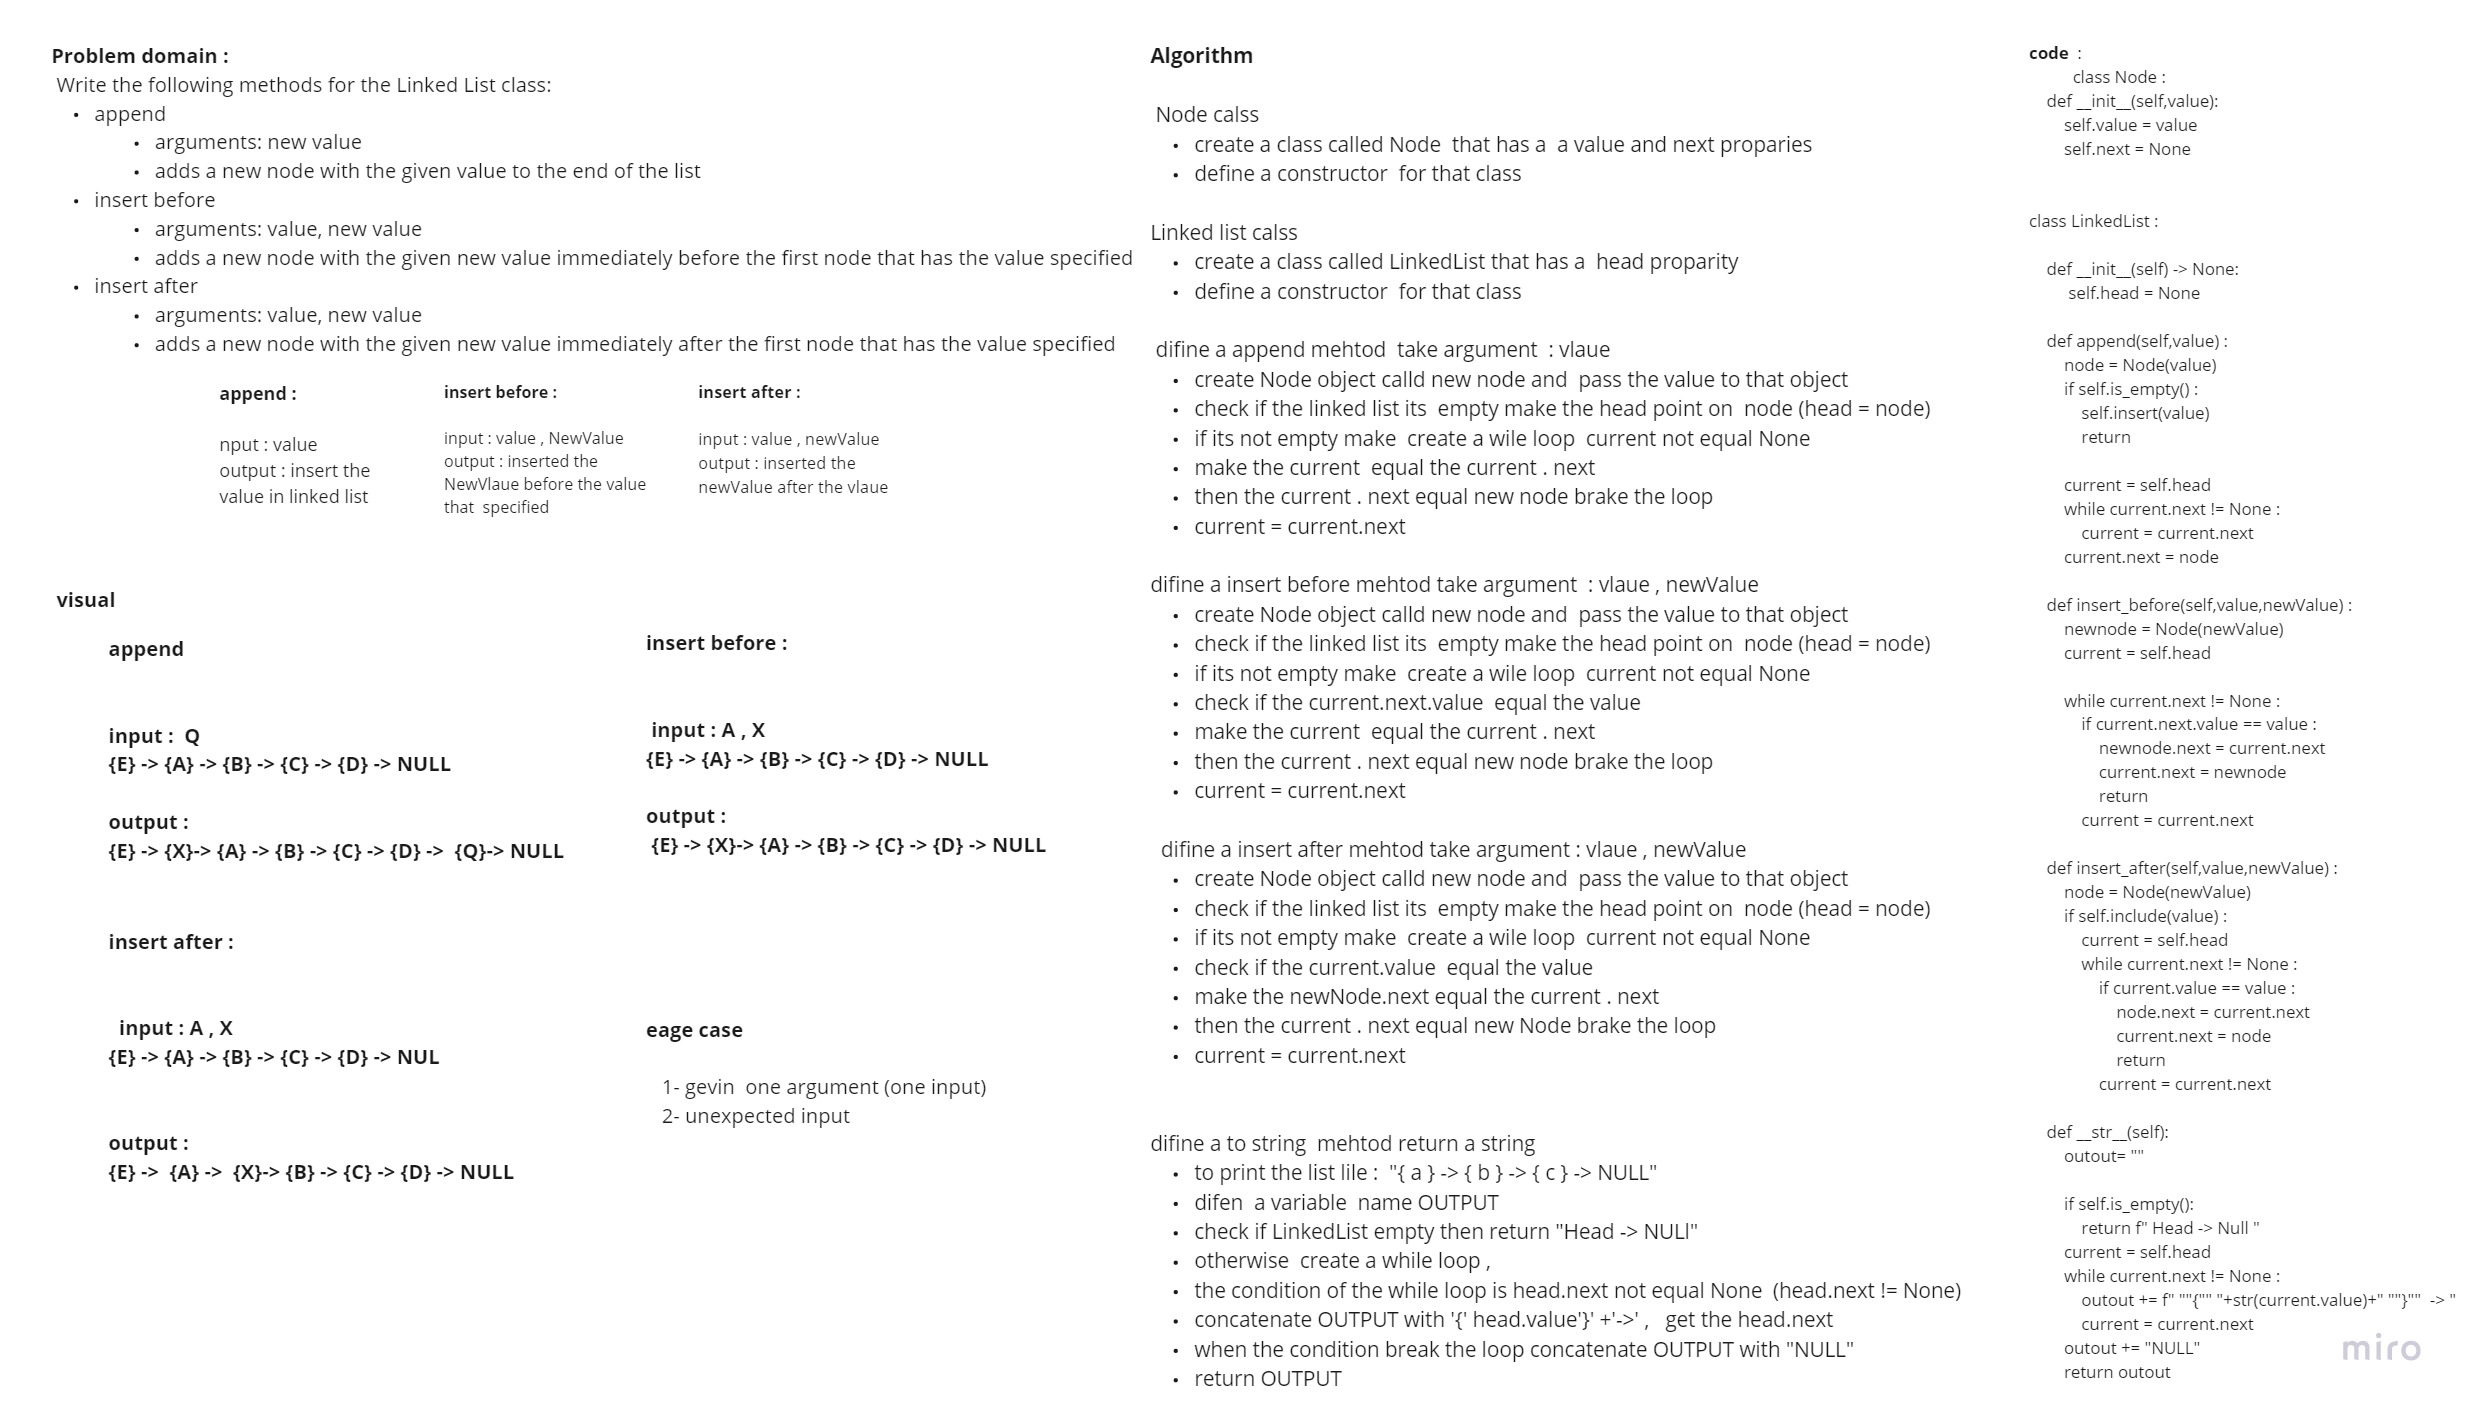 Problem domain :
Write the following methods for the Linked List class:
• append
• arguments: new value
• adds a new node with the given value to the end of the list
• insert before
• arguments: value, new value
• adds a new node with the given new value immediately before the first node that has the value specified
• insert after
• arguments: value, new value
• adds a new node with the given new value immediately after the first node that has the value specified
append :
nput : value
output : insert the
value in linked list
insert before :
input : value , NewValue
output : inserted the
NewVlaue before the value
that  specified
insert after :
input : value , newValue
output : inserted the
newValue after the vlaue
visual
append
input :  Q
{E} -> {A} -> {B} -> {C} -> {D} -> NULL
output :
{E} -> {X}-> {A} -> {B} -> {C} -> {D} ->  {Q}-> NULL
insert before :
input : A , X
{E} -> {A} -> {B} -> {C} -> {D} -> NULL
output :
{E} -> {X}-> {A} -> {B} -> {C} -> {D} -> NULL
insert after :
input : A , X
{E} -> {A} -> {B} -> {C} -> {D} -> NUL
output :
{E} ->  {A} ->  {X}-> {B} -> {C} -> {D} -> NULL
eage case
1- gevin  one argument (one input)
2- unexpected input
Algorithm
Node calss
• create a class called Node  that has a  a value and next proparies
• define a constructor  for that class
Linked list calss
• create a class called LinkedList that has a  head proparity
• define a constructor  for that class
difine a append mehtod  take argument  : vlaue
• create Node object calld new node and  pass the value to that object
• check if the linked list its  empty make the head point on  node (head = node)
• if its not empty make  create a wile loop  current not equal None
• make the current  equal the current . next
• then the current . next equal new node brake the loop
• current = current.next
difine a insert before mehtod take argument  : vlaue , newValue
• create Node object calld new node and  pass the value to that object
• check if the linked list its  empty make the head point on  node (head = node)
• if its not empty make  create a wile loop  current not equal None
• check if the current.next.value  equal the value
• make the current  equal the current . next
• then the current . next equal new node brake the loop
• current = current.next
difine a insert after mehtod take argument : vlaue , newValue
• create Node object calld new node and  pass the value to that object
• check if the linked list its  empty make the head point on  node (head = node)
• if its not empty make  create a wile loop  current not equal None
• check if the current.value  equal the value
• make the newNode.next equal the current . next
• then the current . next equal new Node brake the loop
• current = current.next
difine a to string  mehtod return a string
• to print the list lile :  "{ a } -> { b } -> { c } -> NULL"
• difen  a variable  name OUTPUT
• check if LinkedList empty then return "Head -> NULl"
• otherwise  create a while loop ,
• the condition of the while loop is head.next not equal None  (head.next != None)
• concatenate OUTPUT with '{' head.value'}' +'->' ,   get the head.next
• when the condition break the loop concatenate OUTPUT with "NULL"
• return OUTPUT
code  :
class Node :
def __init__(self,value):
self.value = value
self.next = None
class LinkedList :
def __init__(self) -> None:
self.head = None
def append(self,value) :
node = Node(value)
if self.is_empty() :
self.insert(value)
return
current = self.head
while current.next != None :
current = current.next
current.next = node
def insert_before(self,value,newValue) :
newnode = Node(newValue)
current = self.head
while current.next != None :
if current.next.value == value :
newnode.next = current.next
current.next = newnode
return
current = current.next
def insert_after(self,value,newValue) :
node = Node(newValue)
if self.include(value) :
current = self.head
while current.next != None :
if current.value == value :
node.next = current.next
current.next = node
return
current = current.next
def __str__(self):
outout= ""
if self.is_empty():
return f" Head -> Null "
current = self.head
while current.next != None :
outout += f" ""{"" "+str(current.value)+" ""}""  -> "
current = current.next
outout += "NULL"
return outout
miro